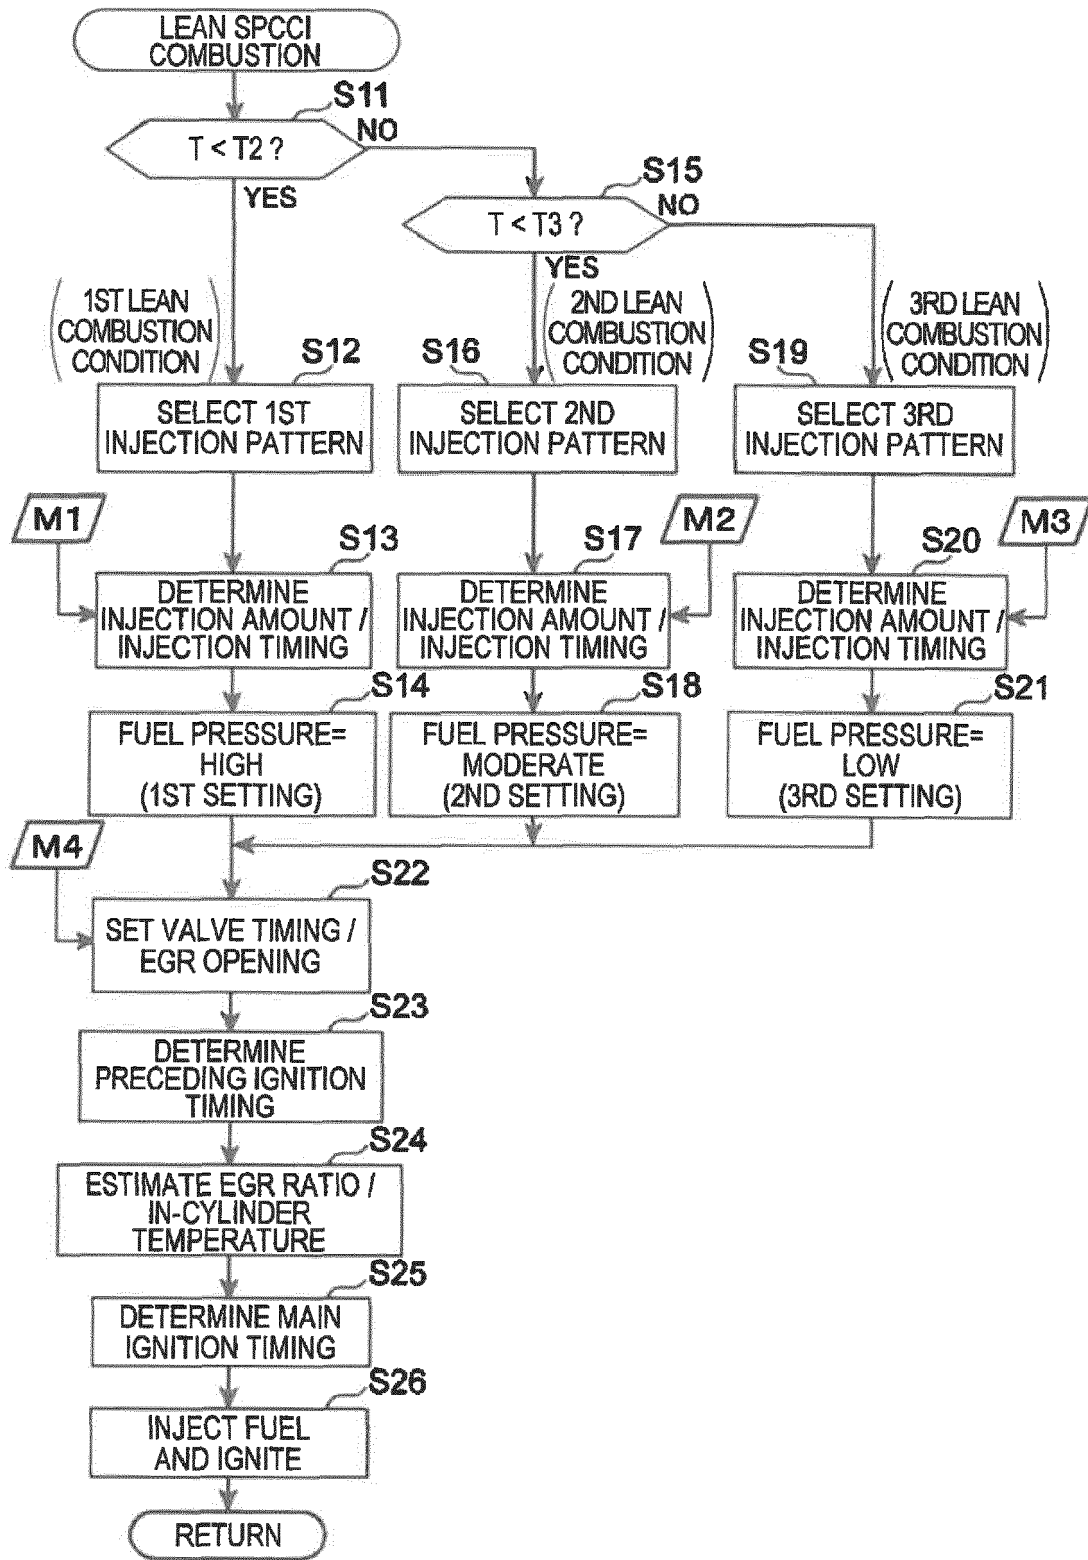 LEAN SPCCI
COMBUSTION
S11
T < T2 ?
NO
YES
S15
T < T3 ?
NO
YES
1ST LEAN
COMBUSTION
CONDITION
2ND LEAN
COMBUSTION
CONDITION
3RD LEAN
COMBUSTION
CONDITION
S12
SELECT 1ST
INJECTION PATTERN
S16
SELECT 2ND
INJECTION PATTERN
S19
SELECT 3RD
INJECTION PATTERN
M1
S13
DETERMINE
INJECTION AMOUNT /
INJECTION TIMING
M2
S17
DETERMINE
INJECTION AMOUNT /
INJECTION TIMING
M3
S20
DETERMINE
INJECTION AMOUNT /
INJECTION TIMING
S14
FUEL PRESSURE=
HIGH
(1ST SETTING)
S18
FUEL PRESSURE=
MODERATE
(2ND SETTING)
S21
FUEL PRESSURE=
LOW
(3RD SETTING)
M4
S22
SET VALVE TIMING /
EGR OPENING
S23
DETERMINE
PRECEDING IGNITION
TIMING
S24
ESTIMATE EGR RATIO /
IN-CYLINDER
TEMPERATURE
S25
DETERMINE MAIN
IGNITION TIMING
S26
INJECT FUEL
AND IGNITE
RETURN